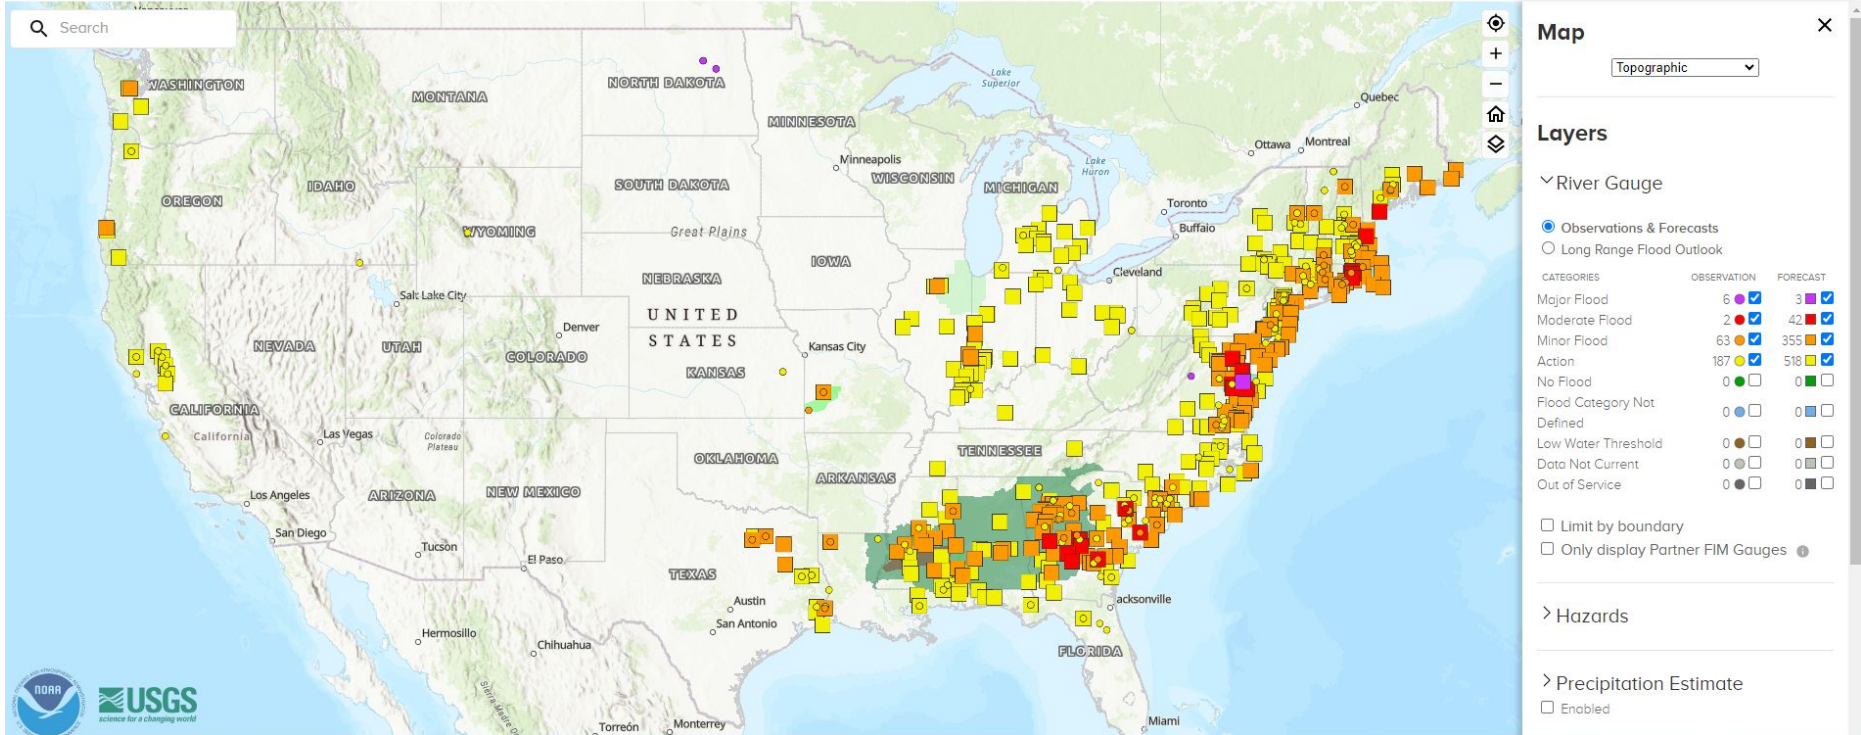 Search
Vancouver
WASHINGTON
MONTANA
NORTH DAKOTA
MINNESOTA
Lake
Superior
Quebec
Ottawa
Montreal
Minneapolis
WISCONSIN
MICHIGAN
Lake
Huron
Toronto
Buffalo
OREGON
IDAHO
SOUTH DAKOTA
WYOMING
Great Plains
IOWA
Cleveland
NEBRASKA
Salt Lake City
UNITED
STATES
Denver
NEVADA
UTAH
COLORADO
Kansas City
KANSAS
CALIFORNIA
California
Las Vegas
Colorado
Plateau
OKLAHOMA
TENNESSEE
ARKANSAS
Los Angeles
ARIZONA
NEW MEXICO
San Diego
Tucson
El Paso
TEXAS
Austin
San Antonio
acksonville
Hermosillo
Chihuahua
FLORIDA
Sierra Madre
Torreón
Monterrey
Miami
NOAA
USGS
science for a changing world
Map
Topographic
Layers
River Gauge
Observations & Forecasts
Long Range Flood Outlook
CATEGORIES OBSERVATION FORECAST
Major Flood 6 3
Moderate Flood 2 42
Minor Flood 63 355
Action 187 518
No Flood 0 0
Flood Category Not
Defined 0 0
Low Water Threshold 0 0
Data Not Current 0 0
Out of Service 0 0
Limit by boundary
Only display Partner FIM Gauges
Hazards
Precipitation Estimate
Enabled